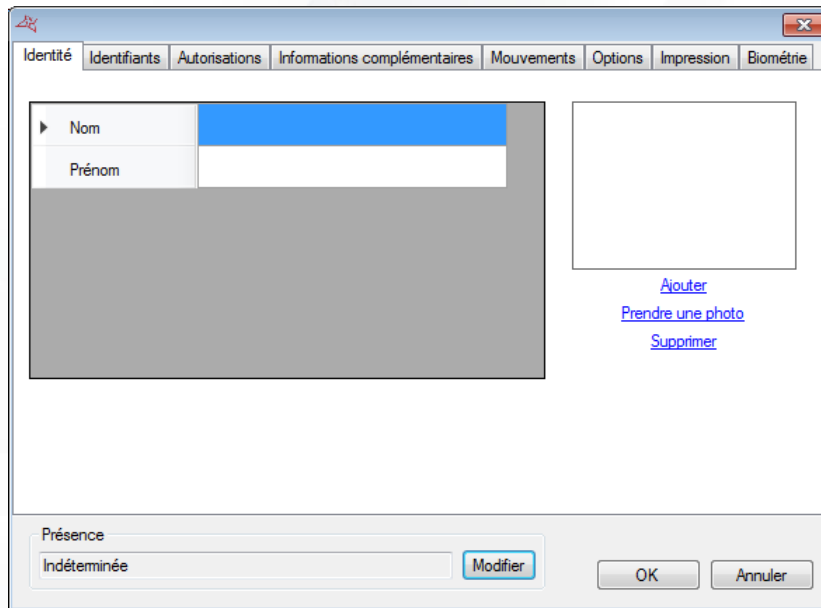 Identité Identifiants Autorisations Informations complémentaires Mouvements Options Impression Biométrie
Nom
Prénom
Ajouter
Prendre une photo
Supprimer
Présence
Indéterminée Modifier
OK Annuler